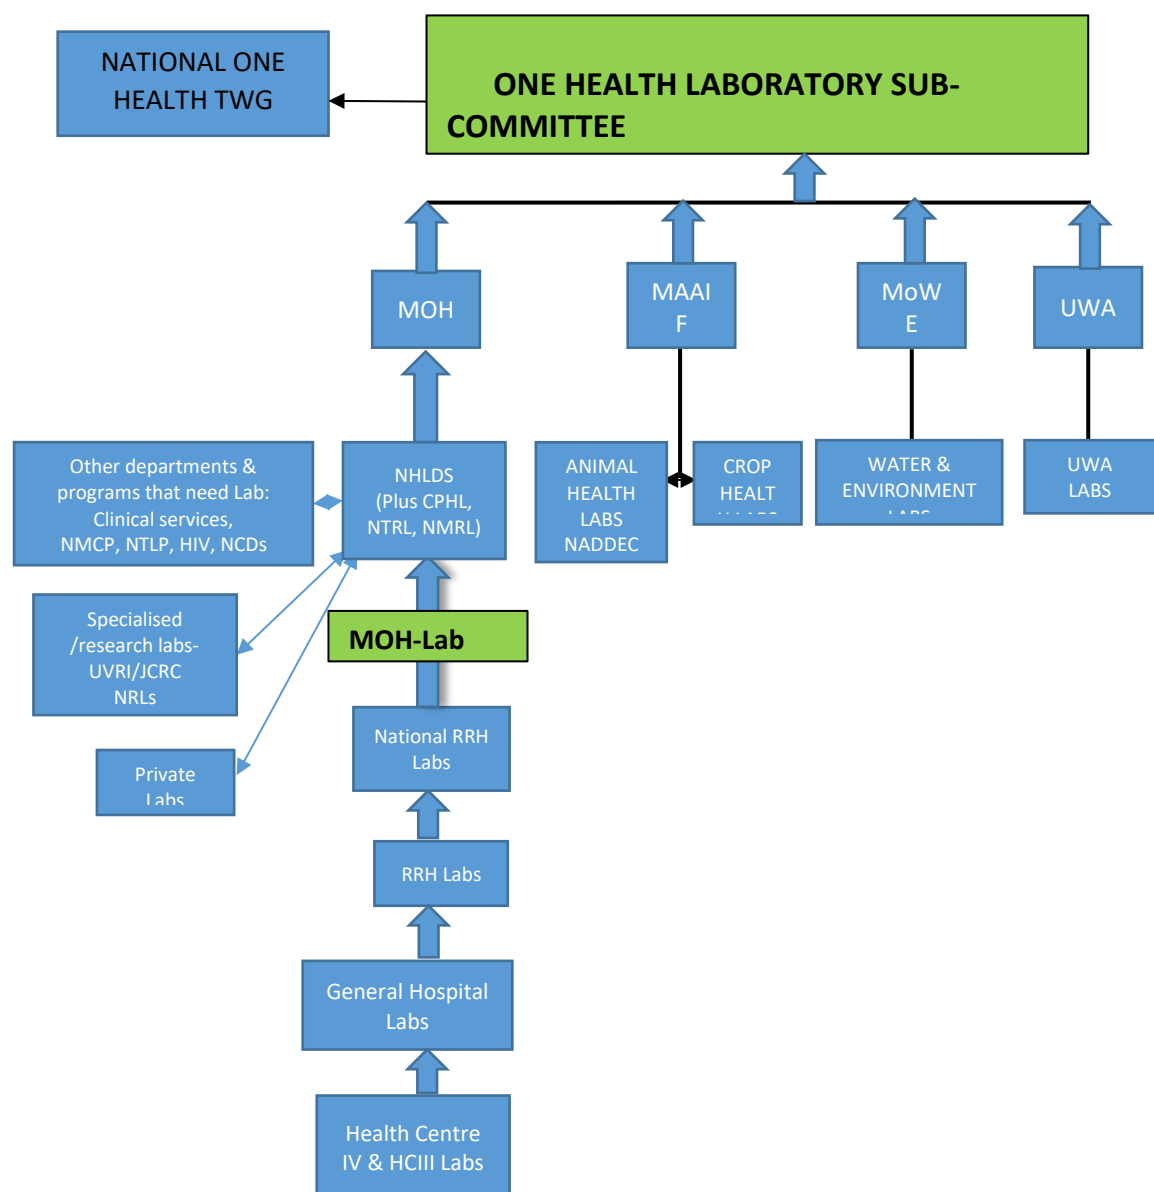 NATIONAL ONE
HEALTH TWG
ONE HEALTH LABORATORY SUB-
COMMITTEE
MOH
MAAI
F
MoW
E
UWA
Other departments &
programs that need Lab:
Clinical services,
NMCP, NTLP, HIV, NCDs
NHLDS
(Plus CPHL,
NTRL, NMRL)
ANIMAL
HEALTH
LABS
NADDEC
CROP
HEALT
WATER &
ENVIRONMENT
LABS
UWA
LABS
Specialised
/research labs-
UVRI/JCRC
NRLs
MOH-Lab
Private
Labs
National RRH
Labs
RRH Labs
General Hospital
Labs
Health Centre
IV & HCIII Labs